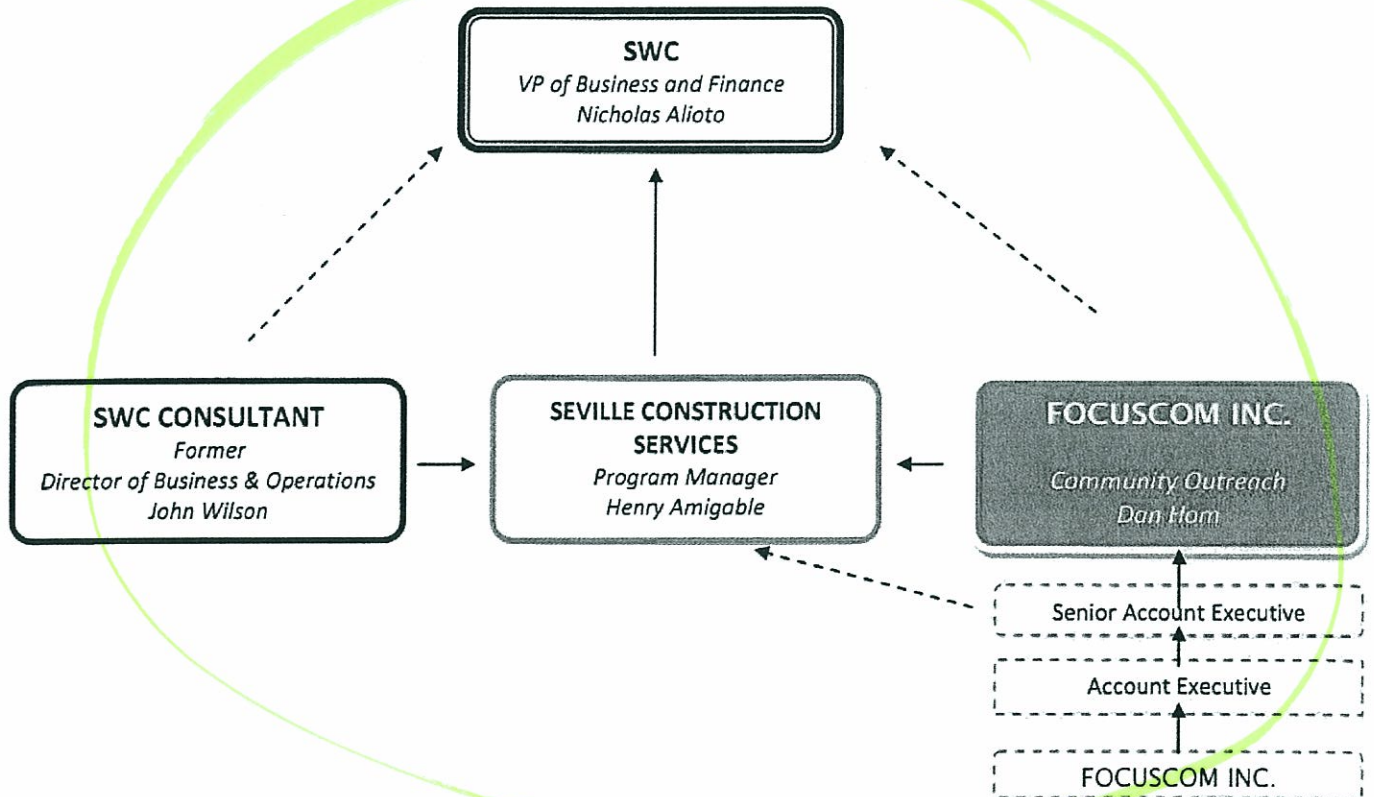 SWC
VP of Business and Finance
Nicholas Alioto
SWC CONSULTANT
Former
Director of Business & Operations
John Wilson
SEVILLE CONSTRUCTION
SERVICES
Program Manager
Henry Amigable
FOCUSCOM INC.
Community Outreach
Dan Hom
Senior Account Executive
Account Executive
FOCUSCOM INC.